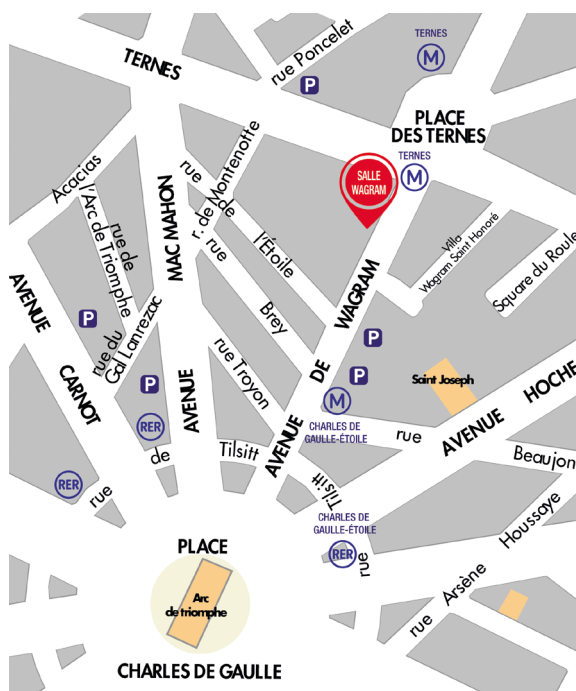 rue Poncelet
TERNES
M
TERNES
P
PLACE
DES TERNES
TERNES
M
SALLE
WAGRAM
Acacias
r. de Montenotte
rue de
l'Étoile
rue de
l'Arc de Triomphe
MAC MAHON
Villa
Wagram Saint Honoré
Square du Roule
AVENUE
CARNOT
rue
Brey
WAGRAM
P
rue du
Gal Lanrezac
P
P
P
rue Troyon
DE
Saint Joseph
AVENUE HOCHE
M
CHARLES DE
GAULLE-ÉTOILE
AVENUE
RER
AVENUE
rue
Beaujon
RER
rue
de
Tilsitt
Tilsitt
rue
CHARLES DE
GAULLE-ÉTOILE
RER
Houssaye
PLACE
Arc
de triomphe
rue Arsène
CHARLES DE GAULLE